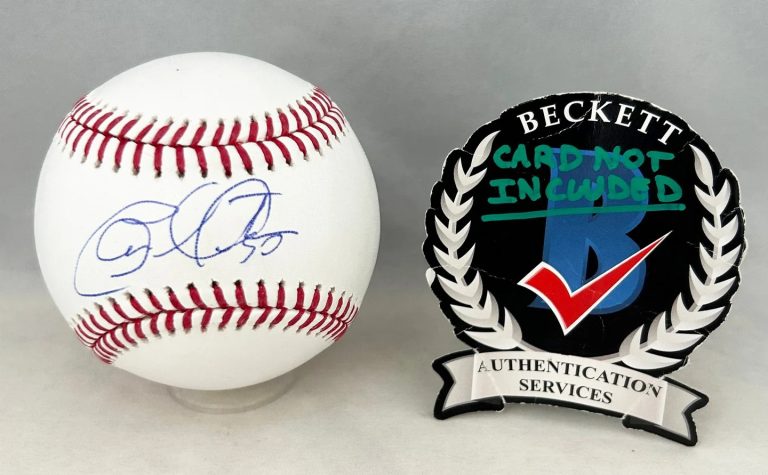 BECKETT
CARD NOT
INCLUDED
B
AUTHENTICATION
SERVICES